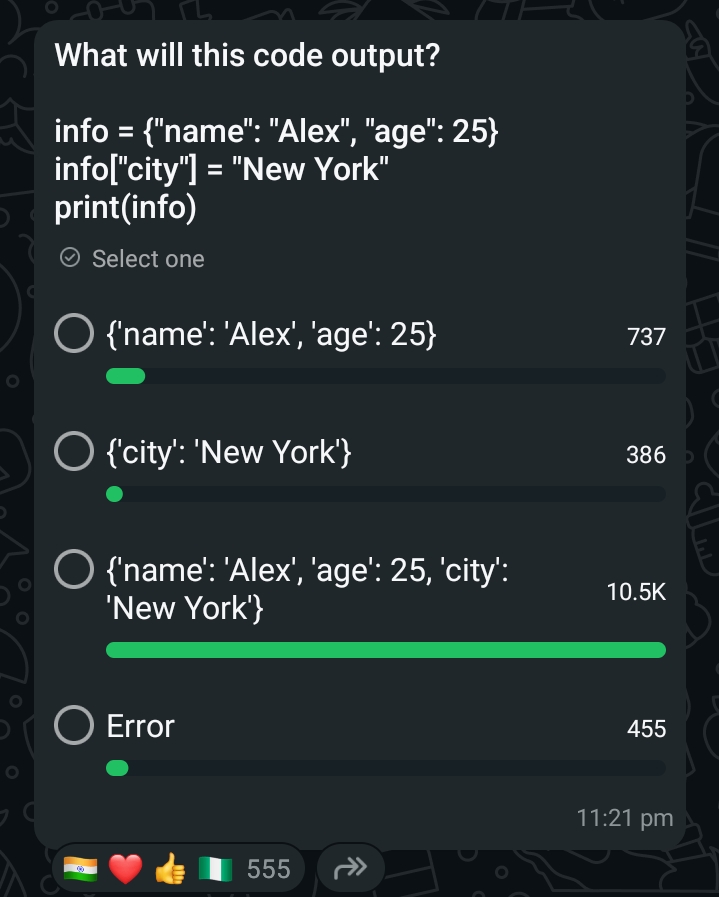 What will this code output?
info = {"name": "Alex", "age": 25}
info["city"] = "New York"
print(info)
Select one
{'name': 'Alex', 'age': 25}
737
{'city': 'New York'}
386
{'name': 'Alex', 'age': 25, 'city':
'New York'}
10.5K
Error
455
11:21 pm
555